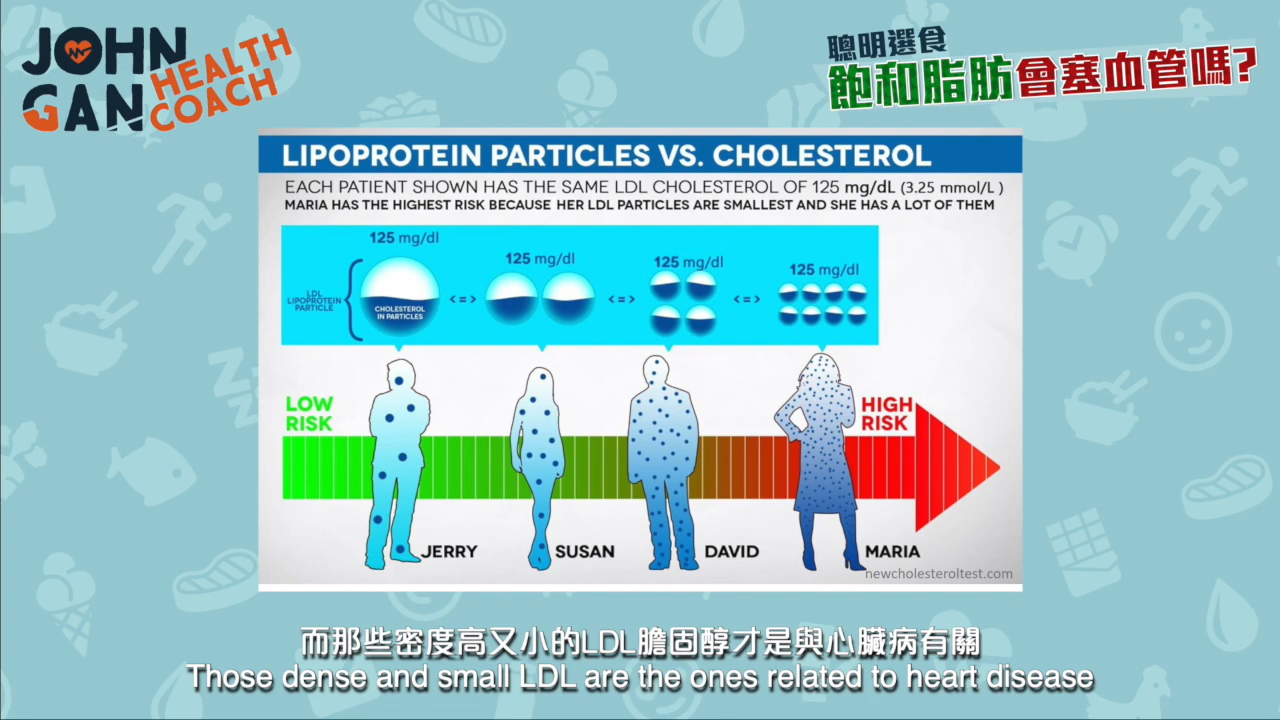 JOHN
GAN
HEALTH
COACH
聰明選食
飽和脂肪會塞血管嗎?
LIPOPROTEIN PARTICLES VS. CHOLESTEROL
EACH PATIENT SHOWN HAS THE SAME LDL CHOLESTEROL OF 125 mg/dL (3.25 mmol/L )
MARIA HAS THE HIGHEST RISK BECAUSE HER LDL PARTICLES ARE SMALLEST AND SHE HAS A LOT OF THEM
125 mg/dl
125 mg/dl
125 mg/dl
125 mg/dl
LDL
LIPOPROTEIN
PARTICLE
CHOLESTEROL
IN PARTICLES
<=>
<=>
<=>
LOW
RISK
HIGH
RISK
JERRY
SUSAN
DAVID
MARIA
newcholesteroltest.com
而那些密度高又小的LDL膽固醇才是與心臟病有關
Those dense and small LDL are the ones related to heart disease